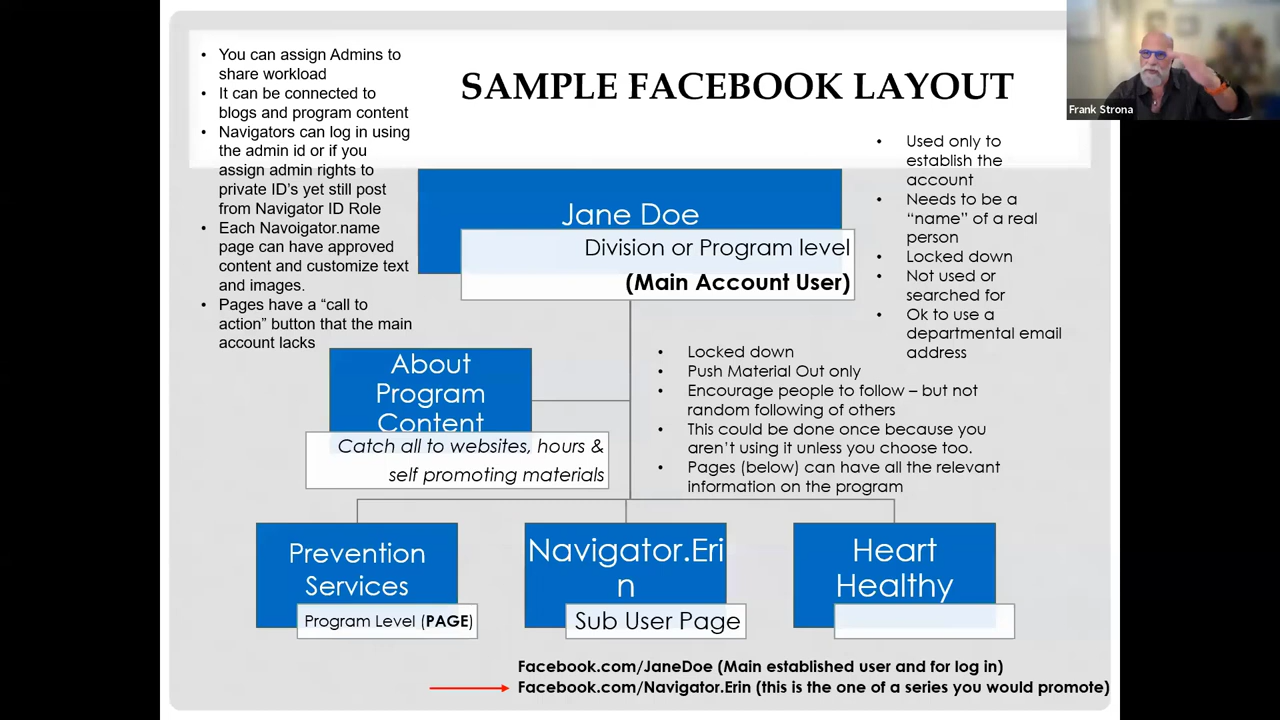 SAMPLE FACEBOOK LAYOUT
Frank Strona
• You can assign Admins to
share workload
• It can be connected to
blogs and program content
• Navigators can log in using
the admin id or if you
assign admin rights to
private ID's yet still post
from Navigator ID Role
• Each Navoigator.name
page can have approved
content and customize text
and images.
• Pages have a “call to
action” button that the main
account lacks
Jane Doe
Division or Program level
(Main Account User)
• Used only to
establish the
account
• Needs to be a
“name” of a real
person
• Locked down
• Not used or
searched for
• Ok to use a
departmental email
address
About
Program
Content
Catch all to websites, hours &
self promoting materials
• Locked down
• Push Material Out only
• Encourage people to follow – but not
random following of others
• This could be done once because you
aren't using it unless you choose too.
• Pages (below) can have all the relevant
information on the program
Prevention
Services
Program Level (PAGE)
Navigator.Eri
n
Sub User Page
Heart
Healthy
Facebook.com/JaneDoe (Main established user and for log in)
Facebook.com/Navigator.Erin (this is the one of a series you would promote)